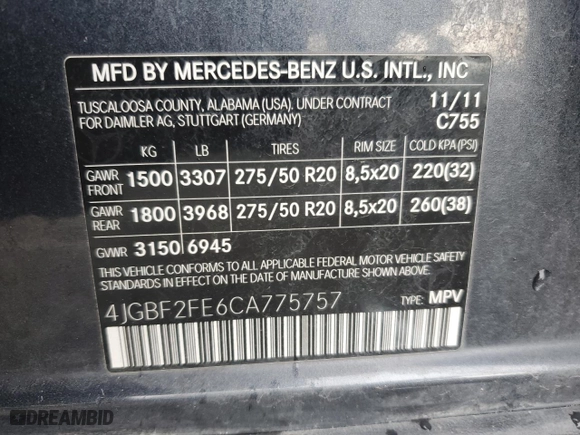 MFD BY MERCEDES-BENZ U.S. INTL., INC
TUSCALOOSA COUNTY, ALABAMA (USA). UNDER CONTRACT 11/11
FOR DAIMLER AG, STUTTGART (GERMANY) C755
KG LB TIRES RIM SIZE COLD KPA (PSI)
GAWR FRONT 1500 3307 275/50 R20 8,5x20 220(32)
GAWR REAR 1800 3968 275/50 R20 8,5x20 260(38)
GVWR 3150 6945
THIS VEHICLE CONFORMS TO ALL APPLICABLE FEDERAL MOTOR VEHICLE SAFETY
STANDARDS IN EFFECT ON THE DATE OF MANUFACTURE SHOWN ABOVE.
4JGBF2FE6CA775757 TYPE: MPV
DREAMBID